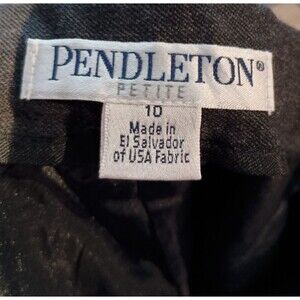 PENDLETON®
PETITE
10
Made in
El Salvador
of USA Fabric